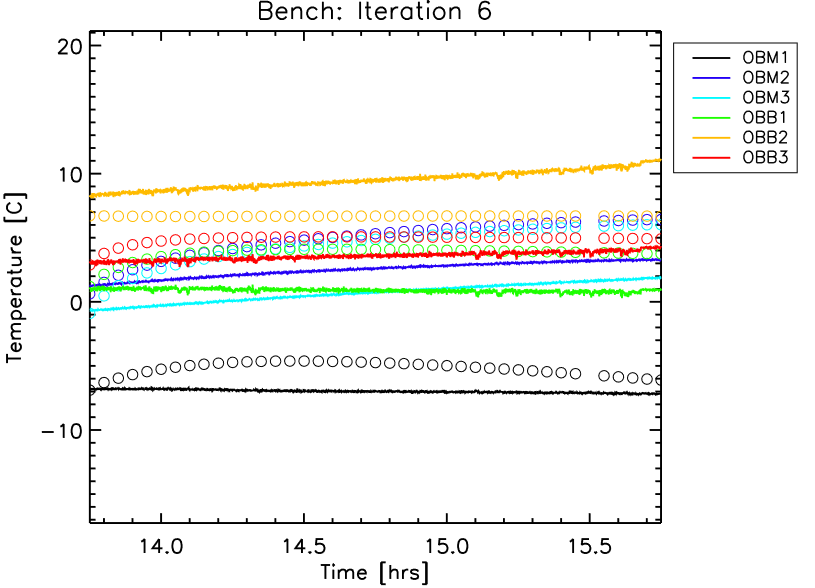 Bench: Iteration 6
20
10
0
−10
Temperature [C]
14.0 14.5 15.0 15.5
Time [hrs]
OBM1
OBM2
OBM3
OBB1
OBB2
OBB3